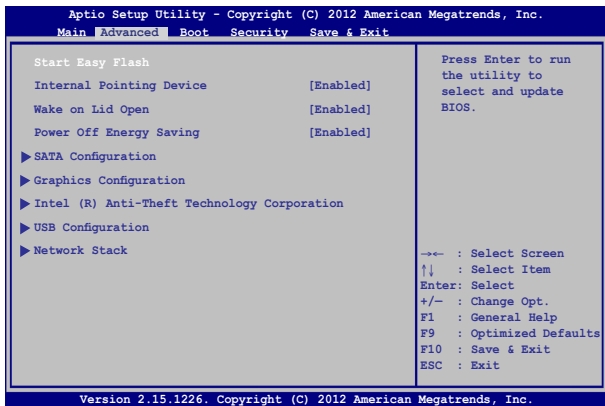 Aptio Setup Utility - Copyright (C) 2012 American Megatrends, Inc.
Main Advanced Boot Security Save & Exit
Start Easy Flash
Internal Pointing Device [Enabled]
Wake on Lid Open [Enabled]
Power Off Energy Saving [Enabled]
SATA Configuration
Graphics Configuration
Intel (R) Anti-Theft Technology Corporation
USB Configuration
Network Stack
Press Enter to run
the utility to
select and update
BIOS.
→← : Select Screen
↑↓ : Select Item
Enter: Select
+/— : Change Opt.
F1 : General Help
F9 : Optimized Defaults
F10 : Save & Exit
ESC : Exit
Version 2.15.1226. Copyright (C) 2012 American Megatrends, Inc.